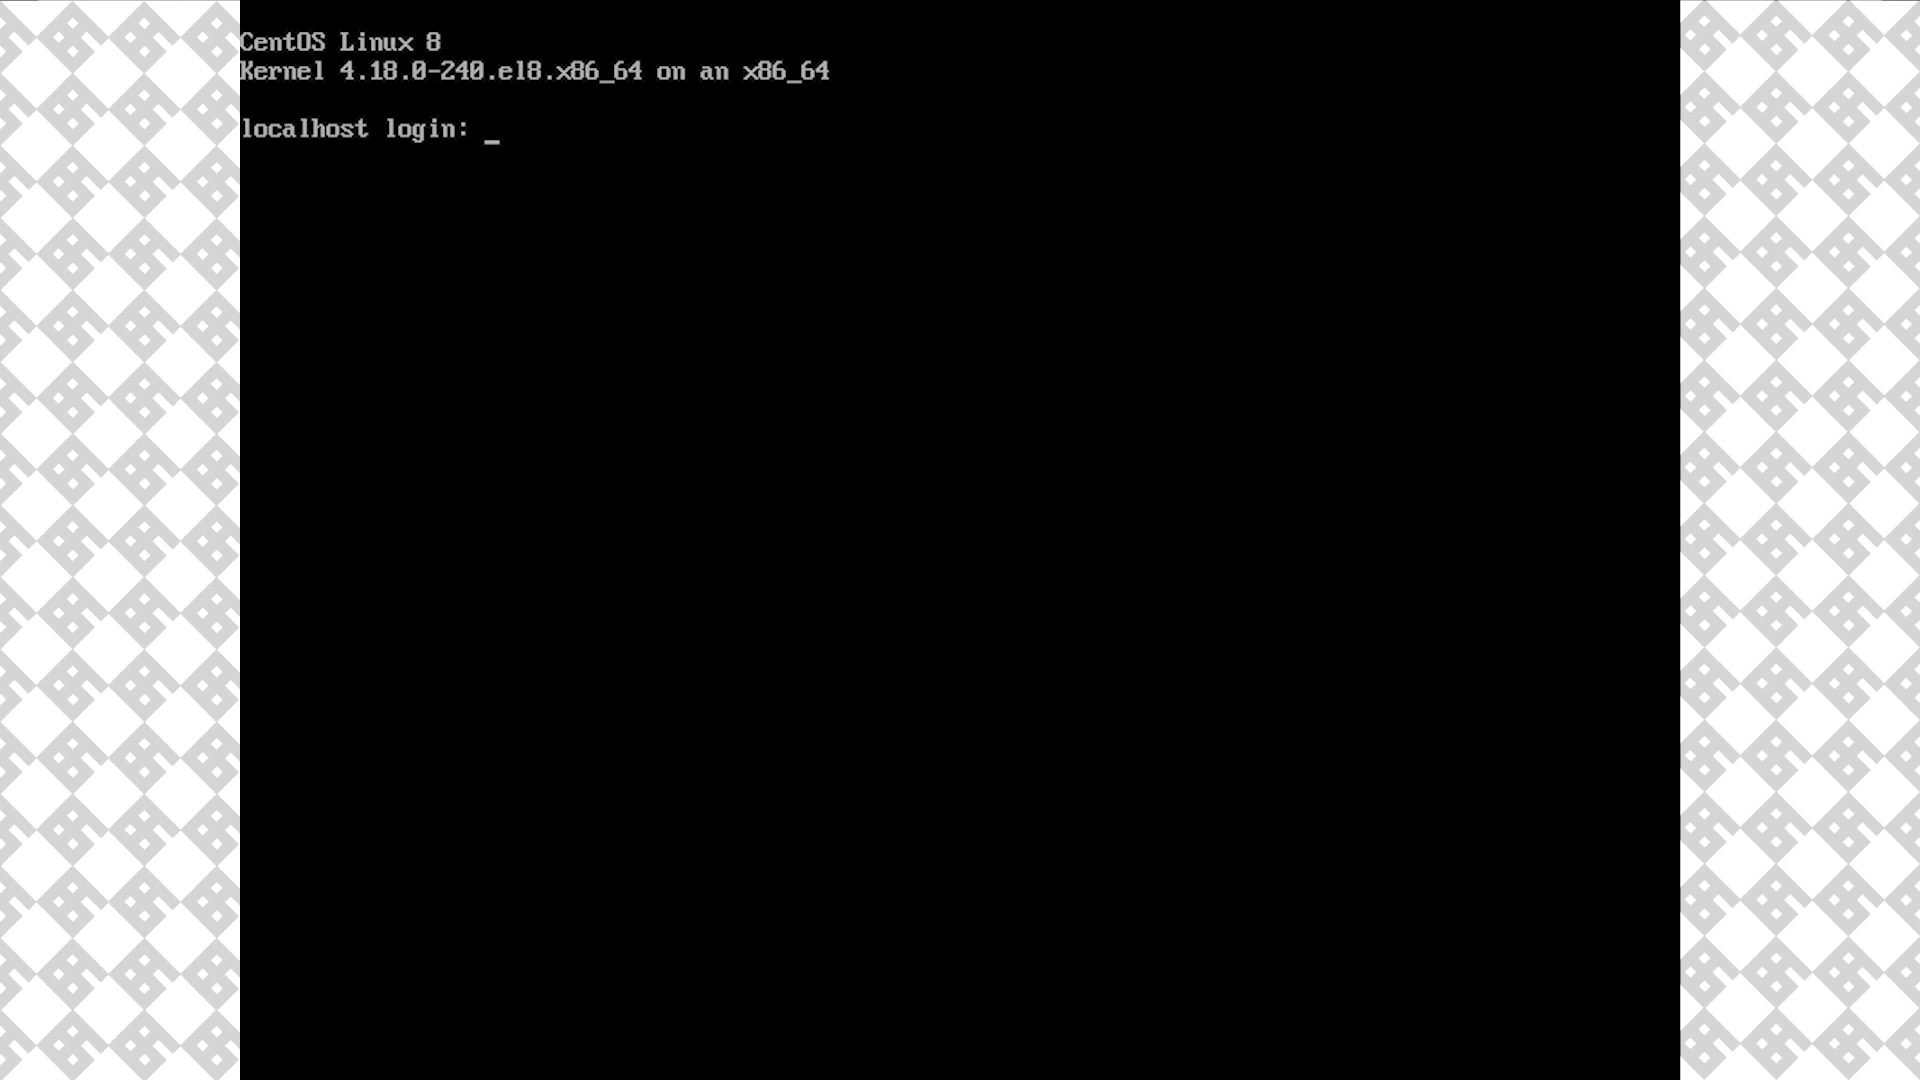 CentOS Linux 8
Kernel 4.18.0-240.el8.x86_64 on an x86_64
localhost login: _